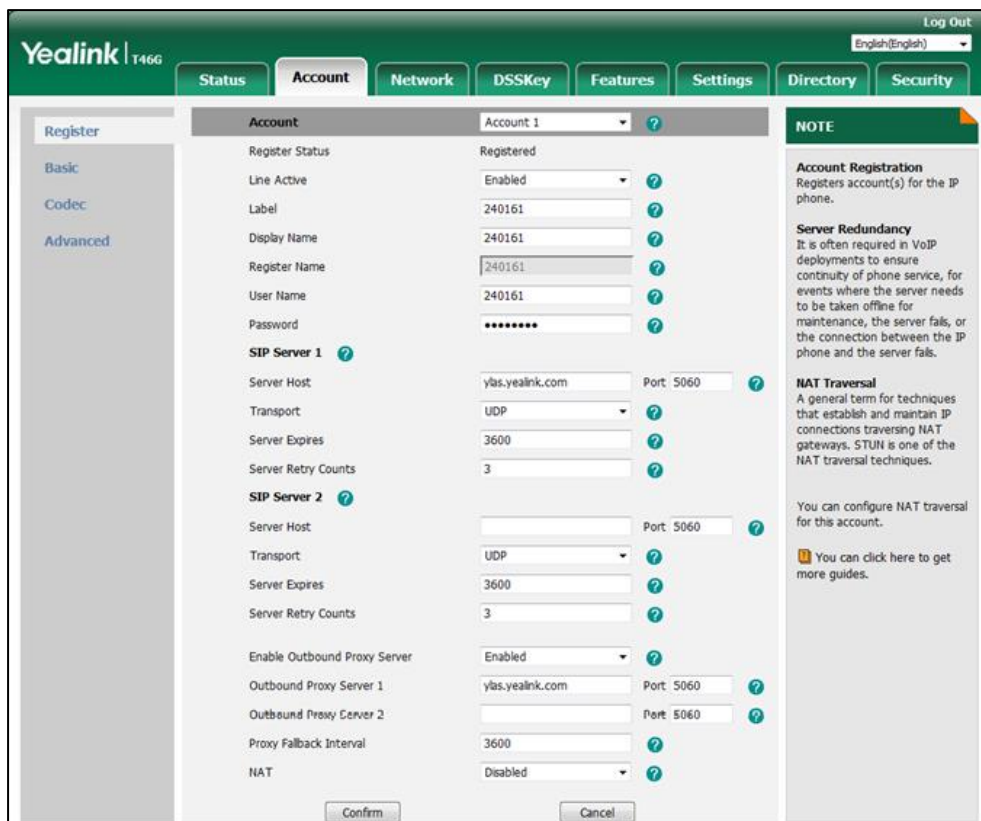 Log Out
Yealink | T46G
English(English)
Status Account Network DSSKey Features Settings Directory Security
Register
Basic
Codec
Advanced
Account Account 1 ?
Register Status Registered
Line Active Enabled ?
Label 240161 ?
Display Name 240161 ?
Register Name 240161 ?
User Name 240161 ?
Password •••••••• ?
SIP Server 1 ?
Server Host ylas.yealink.com Port 5060 ?
Transport UDP ?
Server Expires 3600 ?
Server Retry Counts 3 ?
SIP Server 2 ?
Server Host Port 5060 ?
Transport UDP ?
Server Expires 3600 ?
Server Retry Counts 3 ?
Enable Outbound Proxy Server Enabled ?
Outbound Proxy Server 1 ylas.yealink.com Port 5060 ?
Outbound Proxy Server 2 Port 5060 ?
Proxy Fallback Interval 3600 ?
NAT Disabled ?
Confirm Cancel
NOTE
Account Registration
Registers account(s) for the IP
phone.
Server Redundancy
It is often required in VoIP
deployments to ensure
continuity of phone service, for
events where the server needs
to be taken offline for
maintenance, the server fails, or
the connection between the IP
phone and the server fails.
NAT Traversal
A general term for techniques
that establish and maintain IP
connections traversing NAT
gateways. STUN is one of the
NAT traversal techniques.
You can configure NAT traversal
for this account.
? You can click here to get
more guides.